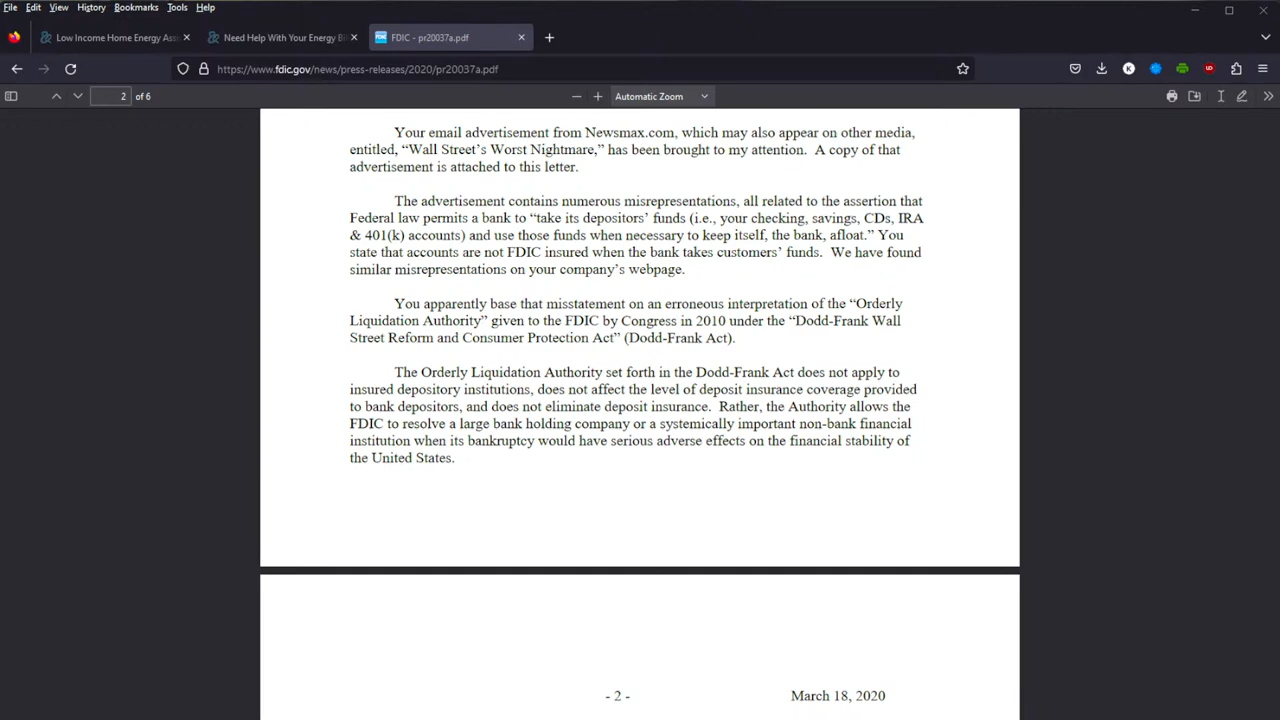 File Edit View History Bookmarks Tools Help
Low Income Home Energy Ass
Need Help With Your Energy Bi
FDIC - pr20037a.pdf
https://www.fdic.gov/news/press-releases/2020/pr20037a.pdf
2 of 6
Automatic Zoom
Your email advertisement from Newsmax.com, which may also appear on other media,
entitled, “Wall Street’s Worst Nightmare,” has been brought to my attention. A copy of that
advertisement is attached to this letter.
The advertisement contains numerous misrepresentations, all related to the assertion that
Federal law permits a bank to “take its depositors’ funds (i.e., your checking, savings, CDs, IRA
& 401(k) accounts) and use those funds when necessary to keep itself, the bank, afloat.” You
state that accounts are not FDIC insured when the bank takes customers’ funds. We have found
similar misrepresentations on your company’s webpage.
You apparently base that misstatement on an erroneous interpretation of the “Orderly
Liquidation Authority” given to the FDIC by Congress in 2010 under the “Dodd-Frank Wall
Street Reform and Consumer Protection Act” (Dodd-Frank Act).
The Orderly Liquidation Authority set forth in the Dodd-Frank Act does not apply to
insured depository institutions, does not affect the level of deposit insurance coverage provided
to bank depositors, and does not eliminate deposit insurance. Rather, the Authority allows the
FDIC to resolve a large bank holding company or a systemically important non-bank financial
institution when its bankruptcy would have serious adverse effects on the financial stability of
the United States.
- 2 - March 18, 2020